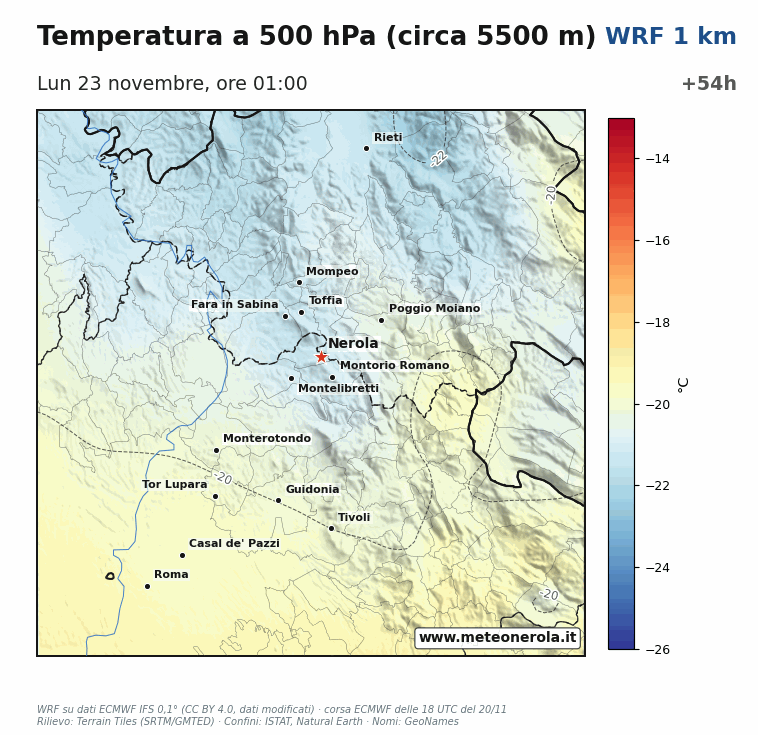 Temperatura a 500 hPa (circa 5500 m) WRF 1 km
Lun 23 novembre, ore 01:00
+54h
Rieti
-22
-20
−14
−16
−18
−20
−22
−24
−26
°C
Mompeo
Fara in Sabina
Toffia
Poggio Moiano
Nerola
Montorio Romano
Montelibretti
Monterotondo
-20
Tor Lupara
Guidonia
Tivoli
Casal de' Pazzi
Roma
-20
www.meteonerola.it
WRF su dati ECMWF IFS 0,1° (CC BY 4.0, dati modificati) · corsa ECMWF delle 18 UTC del 20/11
Rilievo: Terrain Tiles (SRTM/GMTED) · Confini: ISTAT, Natural Earth · Nomi: GeoNames